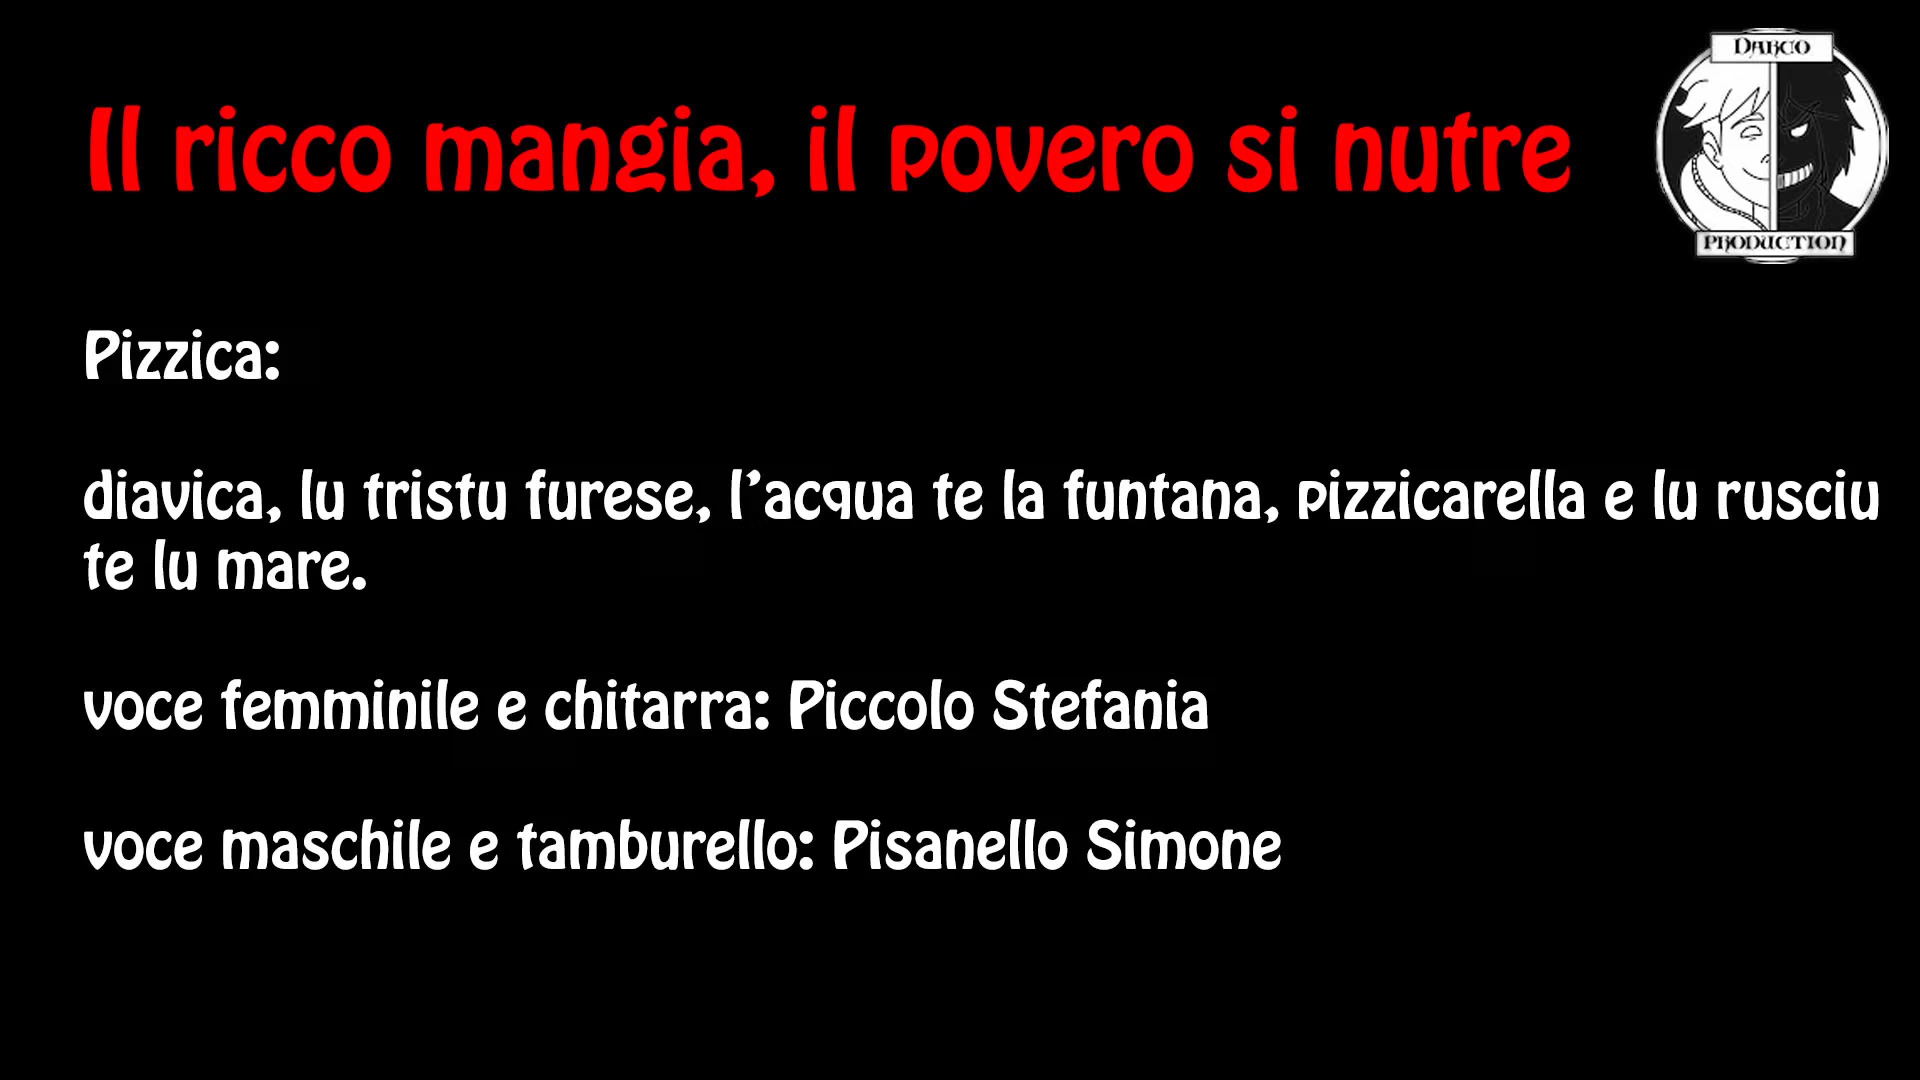 DARCO
PRODUCTION
Il ricco mangia, il povero si nutre
Pizzica:
diavica, lu tristu furese, l'acqua te la funtana, pizzicarella e lu rusciu
te lu mare.
voce femminile e chitarra: Piccolo Stefania
voce maschile e tamburello: Pisanello Simone